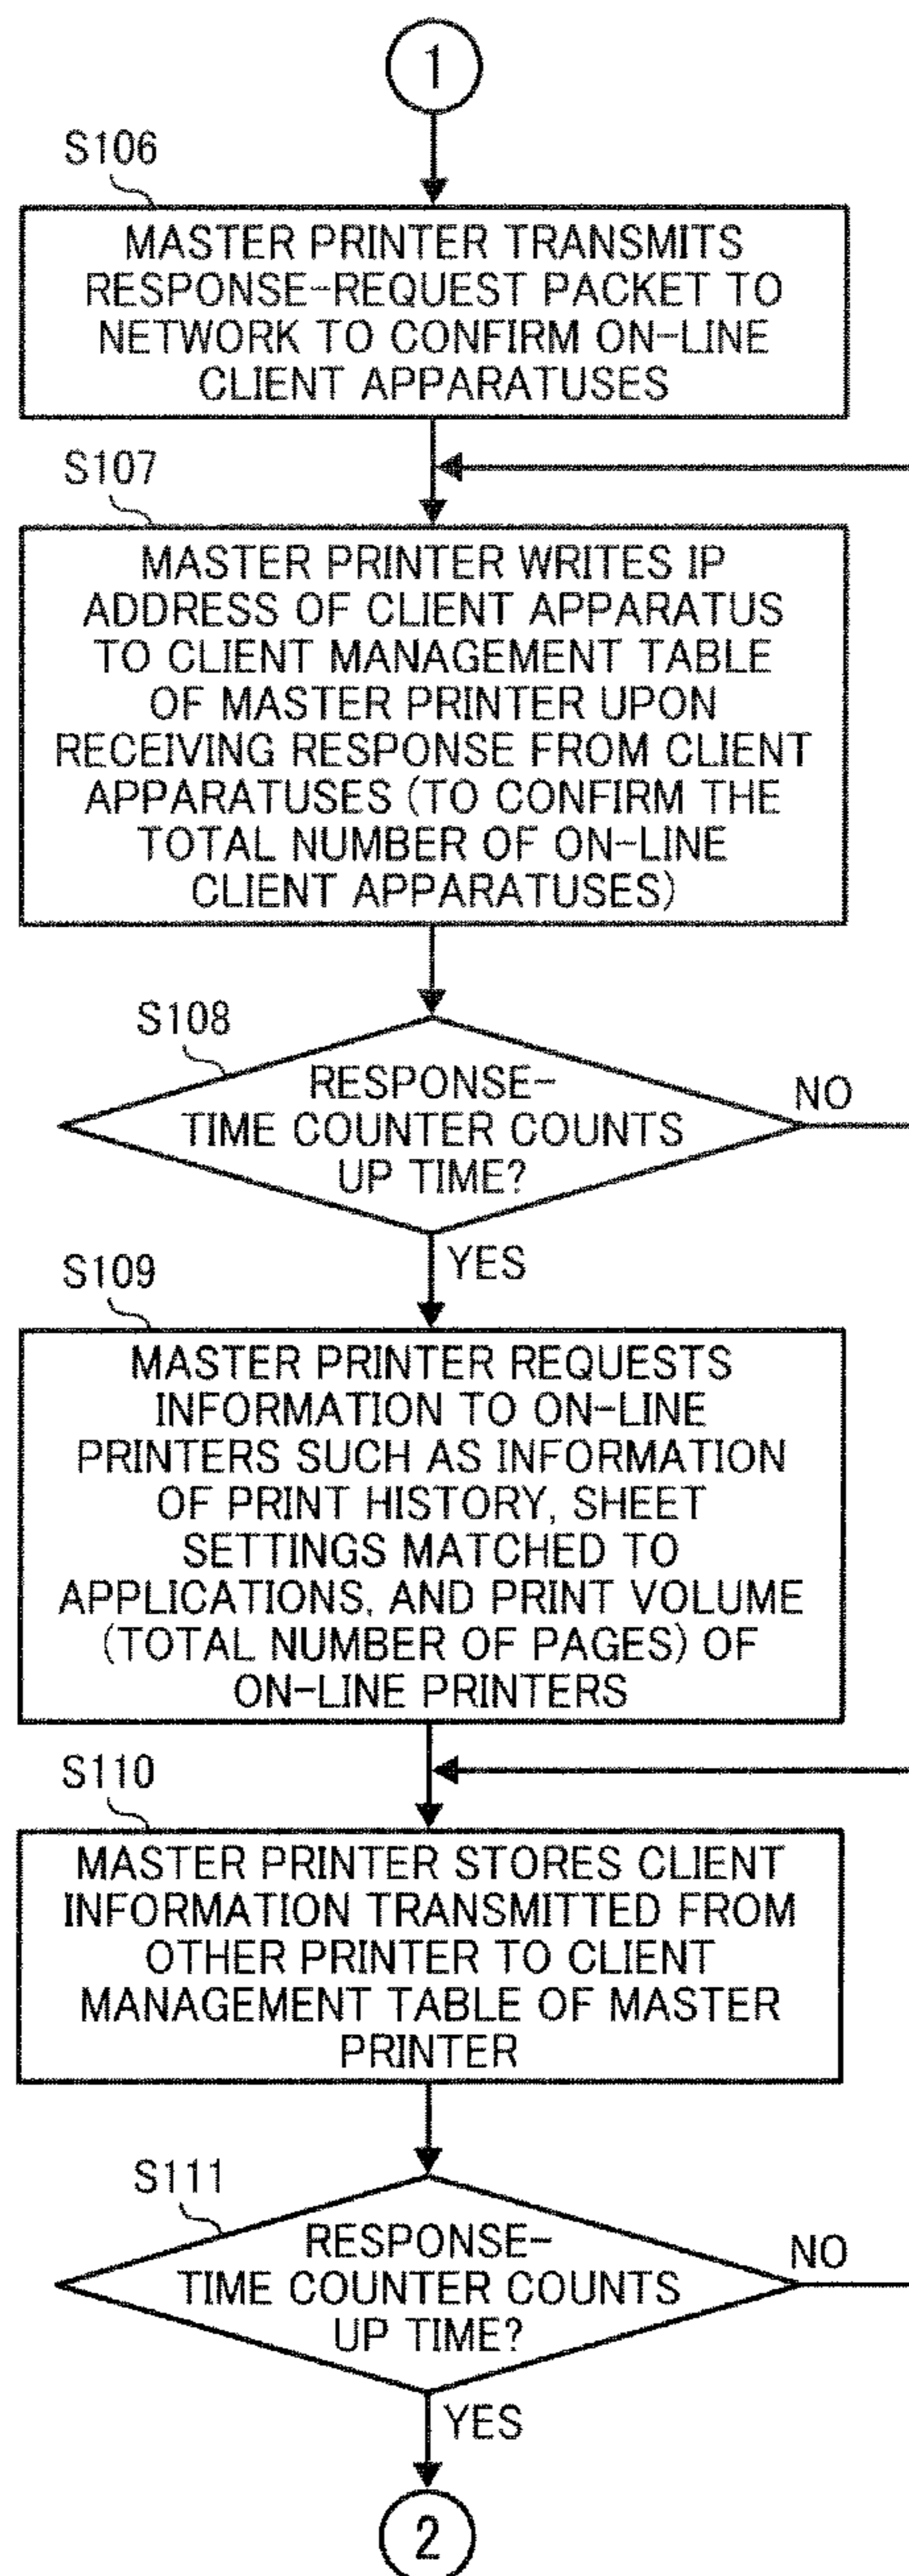 1
S106
MASTER PRINTER TRANSMITS
RESPONSE-REQUEST PACKET TO
NETWORK TO CONFIRM ON-LINE
CLIENT APPARATUSES
S107
MASTER PRINTER WRITES IP
ADDRESS OF CLIENT APPARATUS
TO CLIENT MANAGEMENT TABLE
OF MASTER PRINTER UPON
RECEIVING RESPONSE FROM CLIENT
APPARATUSES (TO CONFIRM THE
TOTAL NUMBER OF ON-LINE
CLIENT APPARATUSES)
S108
RESPONSE-
TIME COUNTER COUNTS
UP TIME?
NO
YES
S109
MASTER PRINTER REQUESTS
INFORMATION TO ON-LINE
PRINTERS SUCH AS INFORMATION
OF PRINT HISTORY, SHEET
SETTINGS MATCHED TO
APPLICATIONS, AND PRINT VOLUME
(TOTAL NUMBER OF PAGES) OF
ON-LINE PRINTERS
S110
MASTER PRINTER STORES CLIENT
INFORMATION TRANSMITTED FROM
OTHER PRINTER TO CLIENT
MANAGEMENT TABLE OF MASTER
PRINTER
S111
RESPONSE-
TIME COUNTER COUNTS
UP TIME?
NO
YES
2